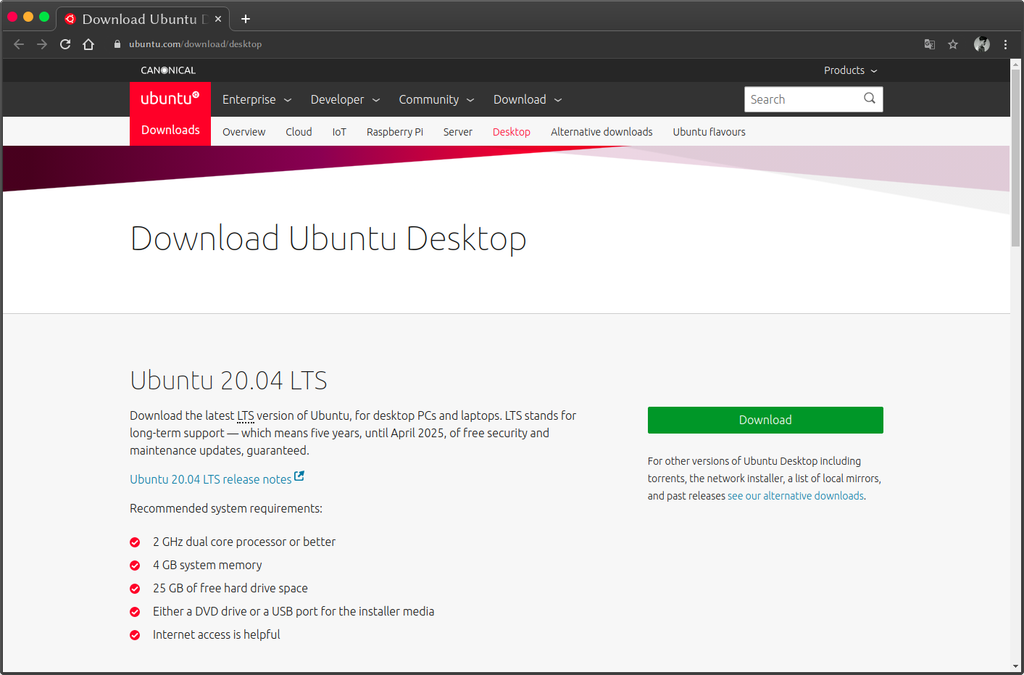 Download Ubuntu D
ubuntu.com/download/desktop
CANONICAL
Products
ubuntu
Enterprise
Developer
Community
Download
Search
Downloads
Overview
Cloud
IoT
Raspberry Pi
Server
Desktop
Alternative downloads
Ubuntu flavours
Download Ubuntu Desktop
Ubuntu 20.04 LTS
Download the latest LTS version of Ubuntu, for desktop PCs and laptops. LTS stands for
long-term support — which means five years, until April 2025, of free security and
maintenance updates, guaranteed.
Ubuntu 20.04 LTS release notes
Recommended system requirements:
2 GHz dual core processor or better
4 GB system memory
25 GB of free hard drive space
Either a DVD drive or a USB port for the installer media
Internet access is helpful
Download
For other versions of Ubuntu Desktop including
torrents, the network installer, a list of local mirrors,
and past releases see our alternative downloads.